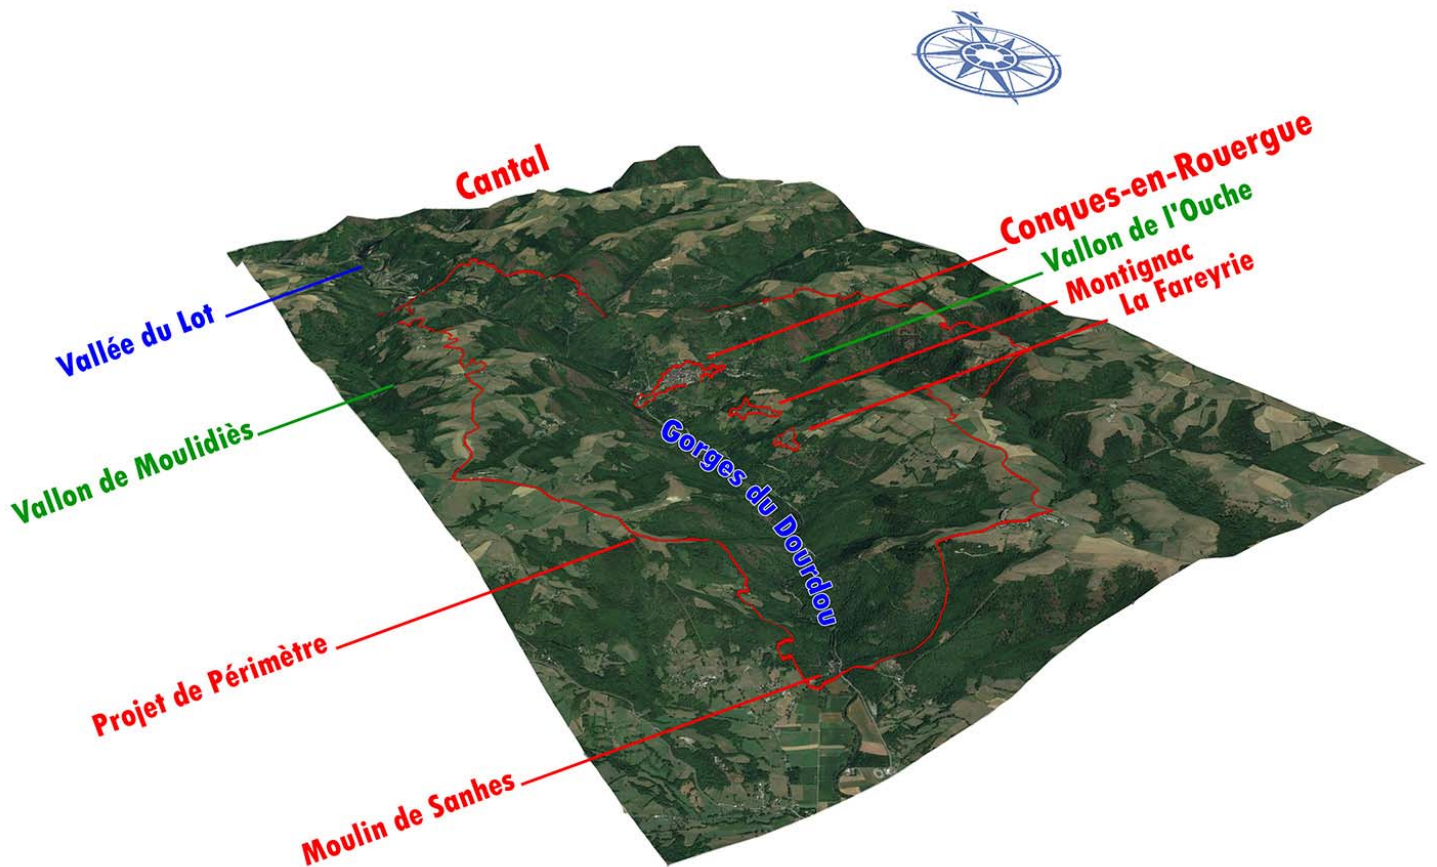 N
Cantal
Conques-en-Rouergue
Vallon de l'Ouche
Montignac
La Fareyrie
Vallée du Lot
Vallon de Moulidiès
Gorges du Dourdou
Projet de Périmètre
Moulin de Sanhes